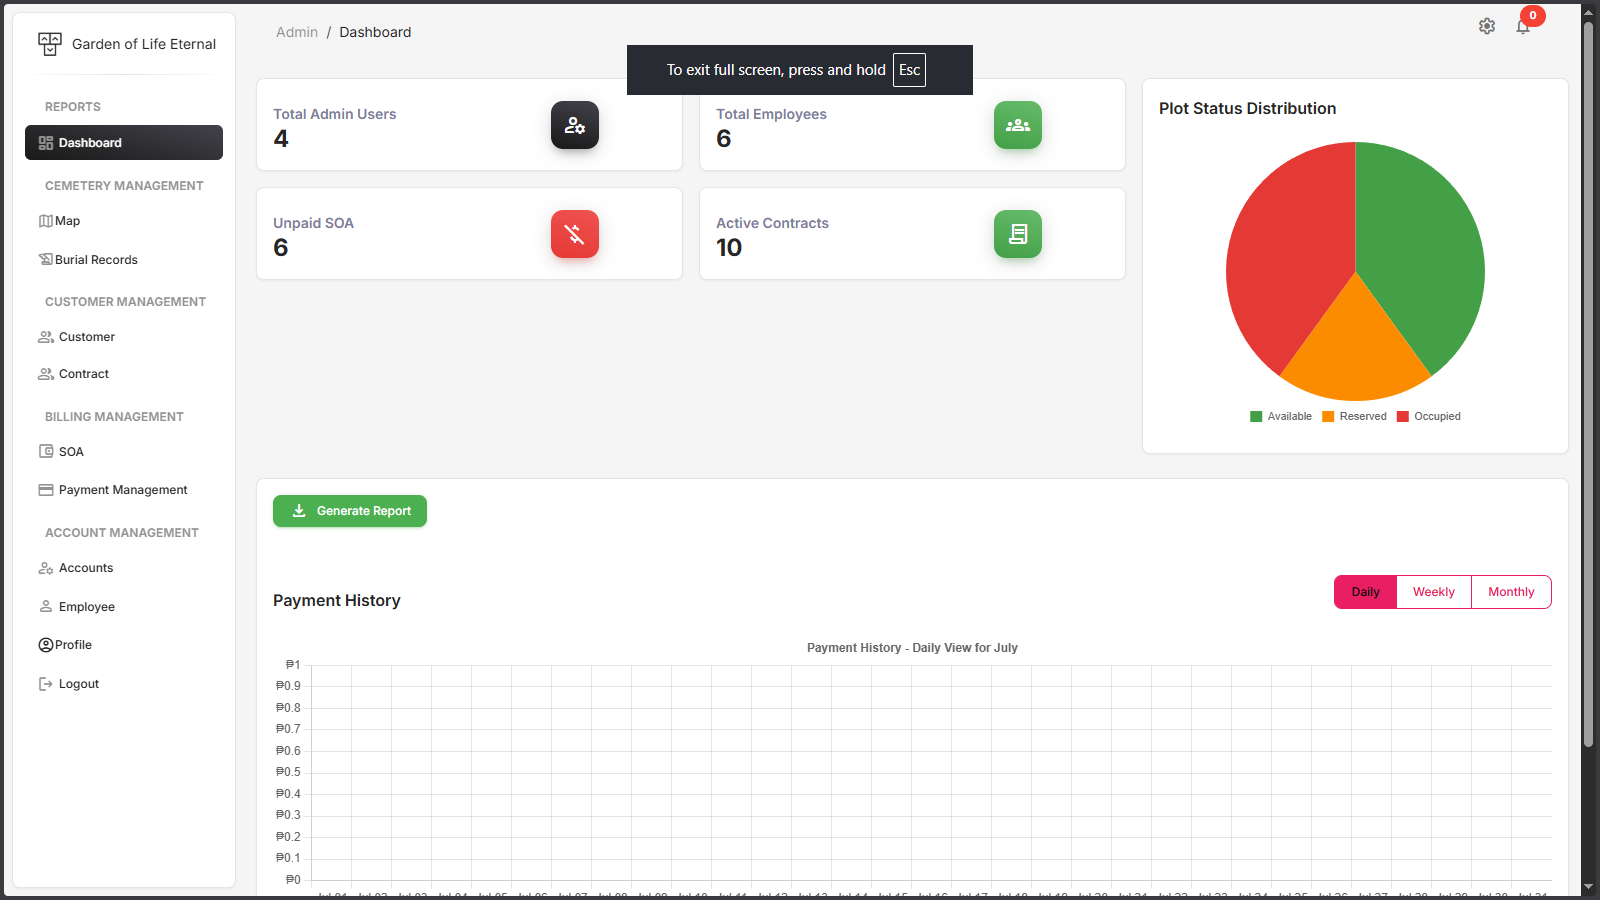 Garden of Life Eternal
REPORTS
Dashboard
CEMETERY MANAGEMENT
Map
Burial Records
CUSTOMER MANAGEMENT
Customer
Contract
BILLING MANAGEMENT
SOA
Payment Management
ACCOUNT MANAGEMENT
Accounts
Employee
Profile
Logout
Admin / Dashboard
0
To exit full screen, press and hold Esc
Total Admin Users
4
Total Employees
6
Unpaid SOA
6
Active Contracts
10
Plot Status Distribution
Available Reserved Occupied
Generate Report
Payment History
Daily Weekly Monthly
Payment History - Daily View for July
₱1
₱0.9
₱0.8
₱0.7
₱0.6
₱0.5
₱0.4
₱0.3
₱0.2
₱0.1
₱0